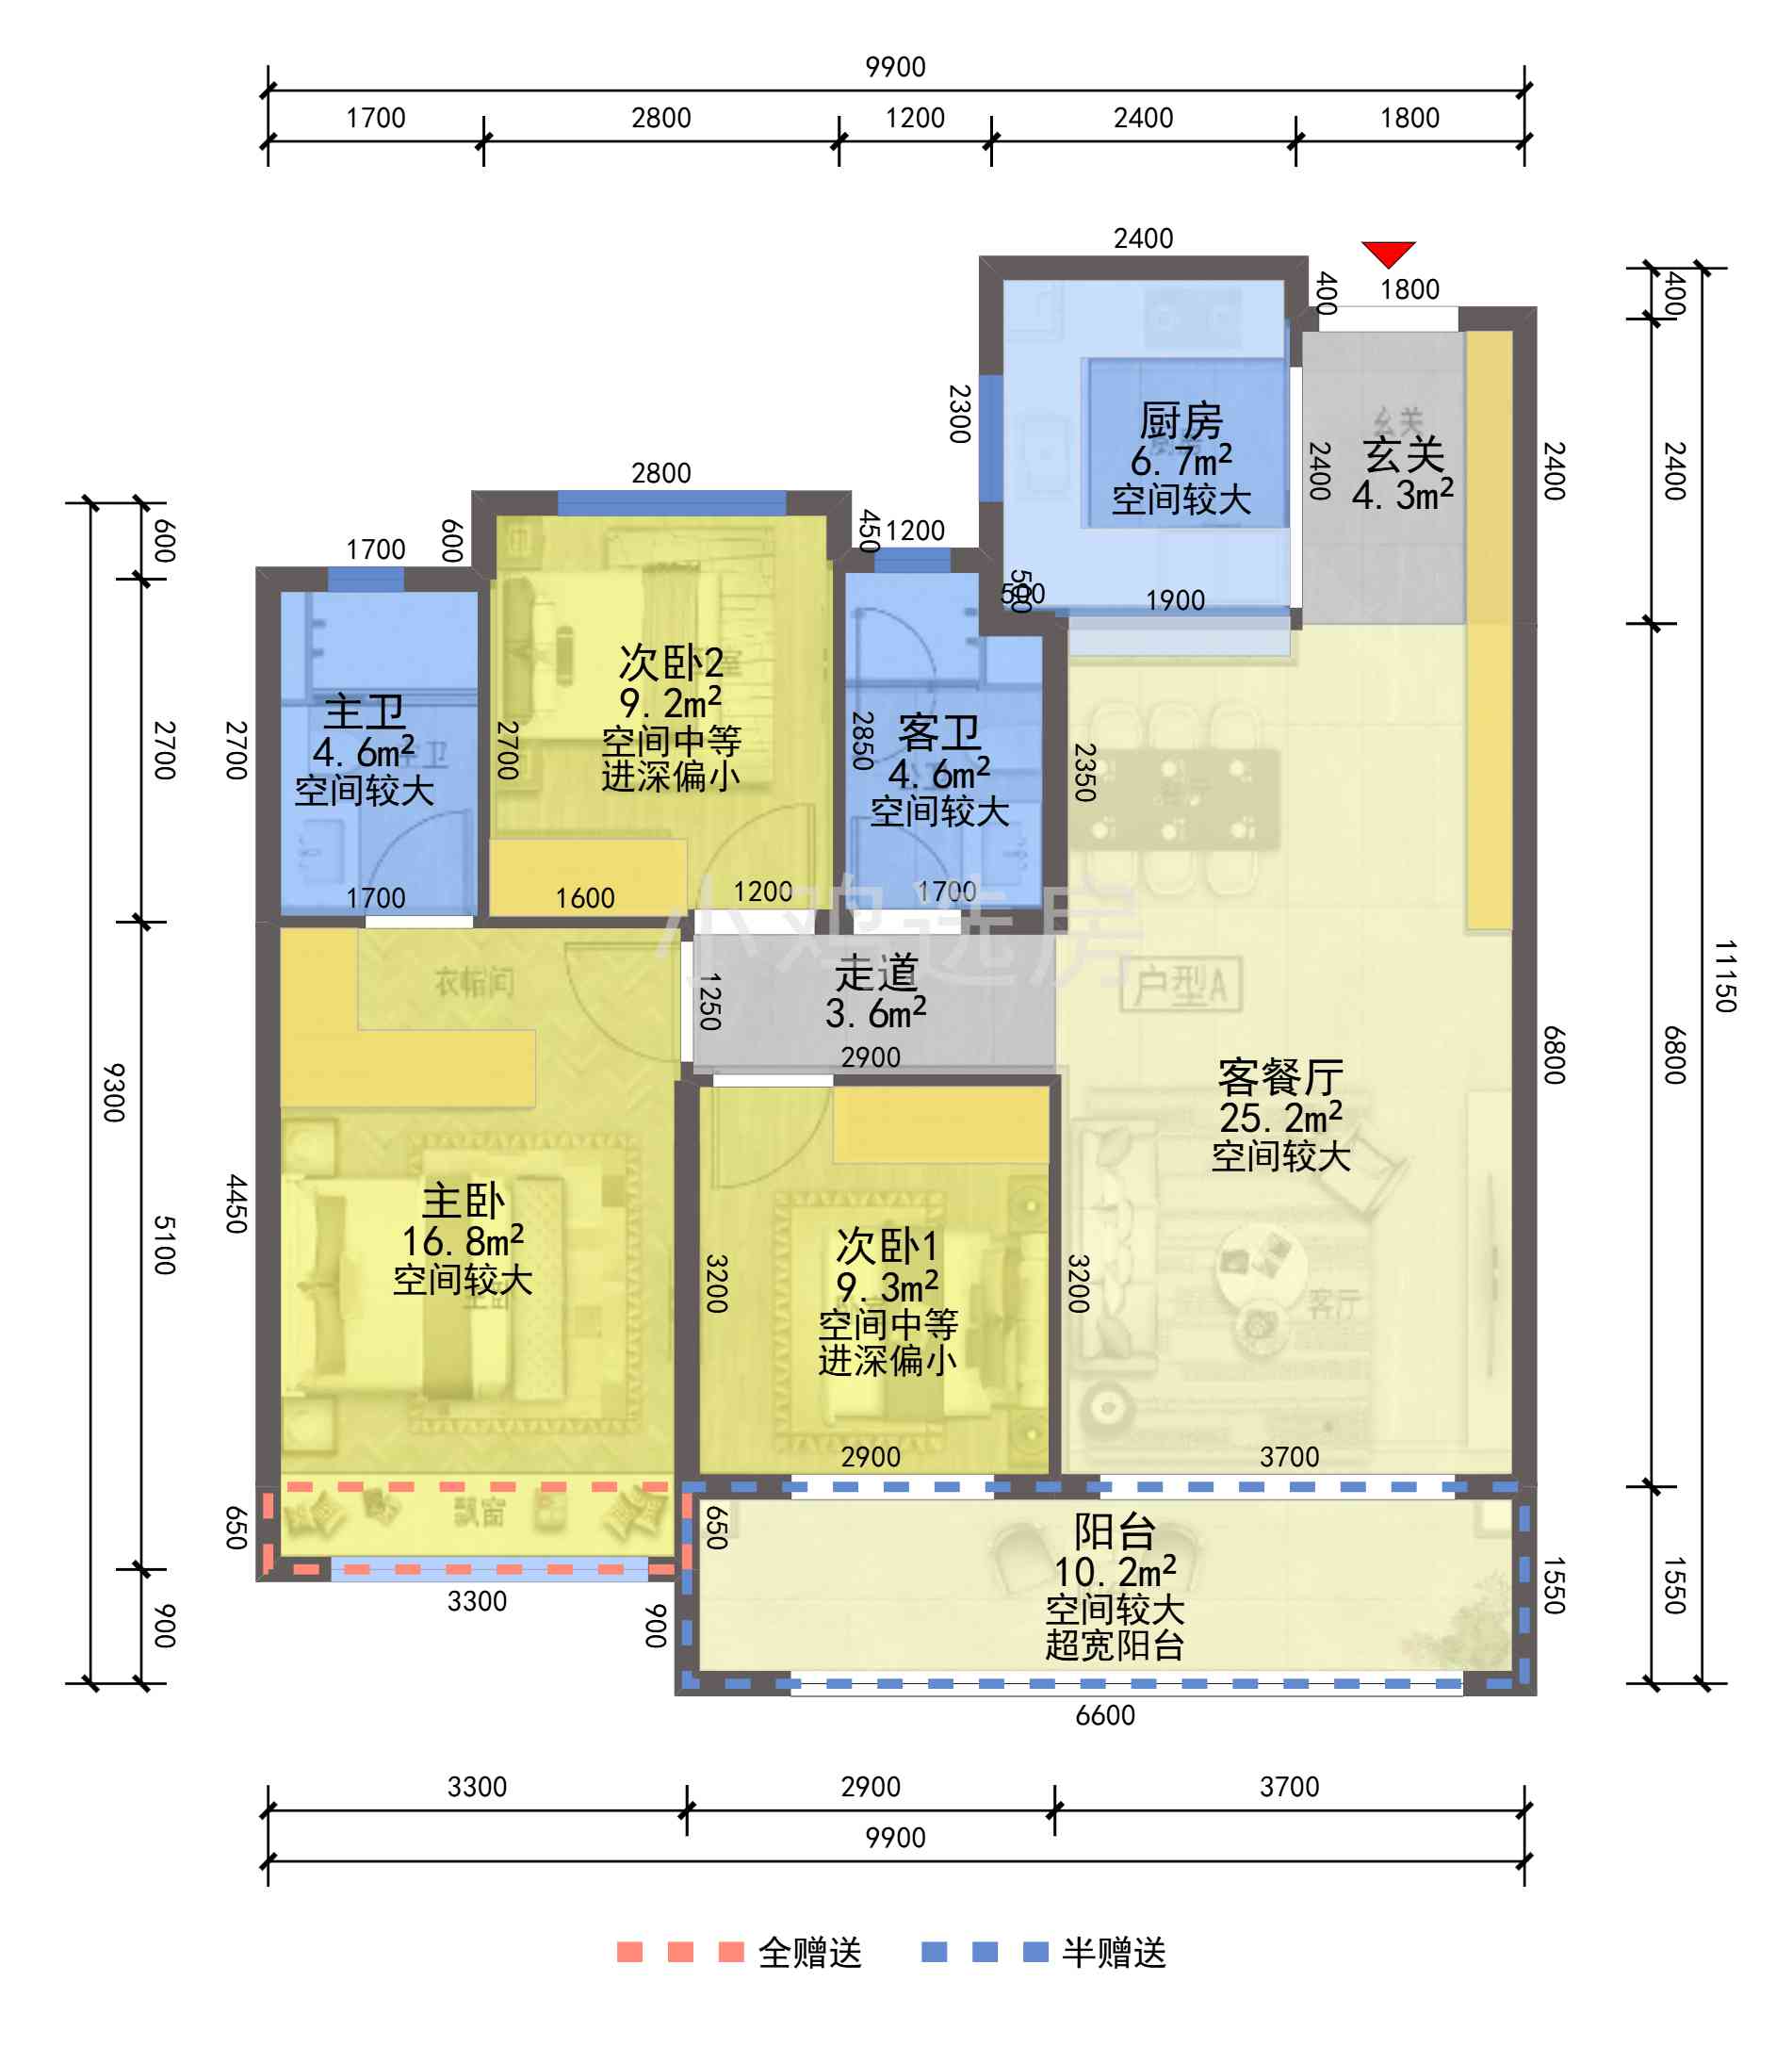 9900
1700
2800
1200
2400
1800
2400
400
1800
400
2300
厨房
6.7m²
空间较大
2400
玄关
玄关
4.3m²
2400
2400
2800
600
600
1700
450
1200
500
500
1900
次卧2
9.2m²
空间中等
进深偏小
主卫
4.6m²
空间较大
客卫
4.6m²
空间较大
2700
2700
2700
2850
2350
1700
1600
1200
1700
小鸡选房
衣帽间
走道
3.6m²
1250
2900
户型A
11150
9300
客餐厅
25.2m²
空间较大
6800
6800
4450
5100
主卧
16.8m²
空间较大
次卧1
9.3m²
空间中等
进深偏小
3200
3200
客厅
2900
3700
650
飘窗
650
阳台
10.2m²
空间较大
超宽阳台
1550
1550
3300
900
900
6600
3300
2900
3700
9900
全赠送
半赠送